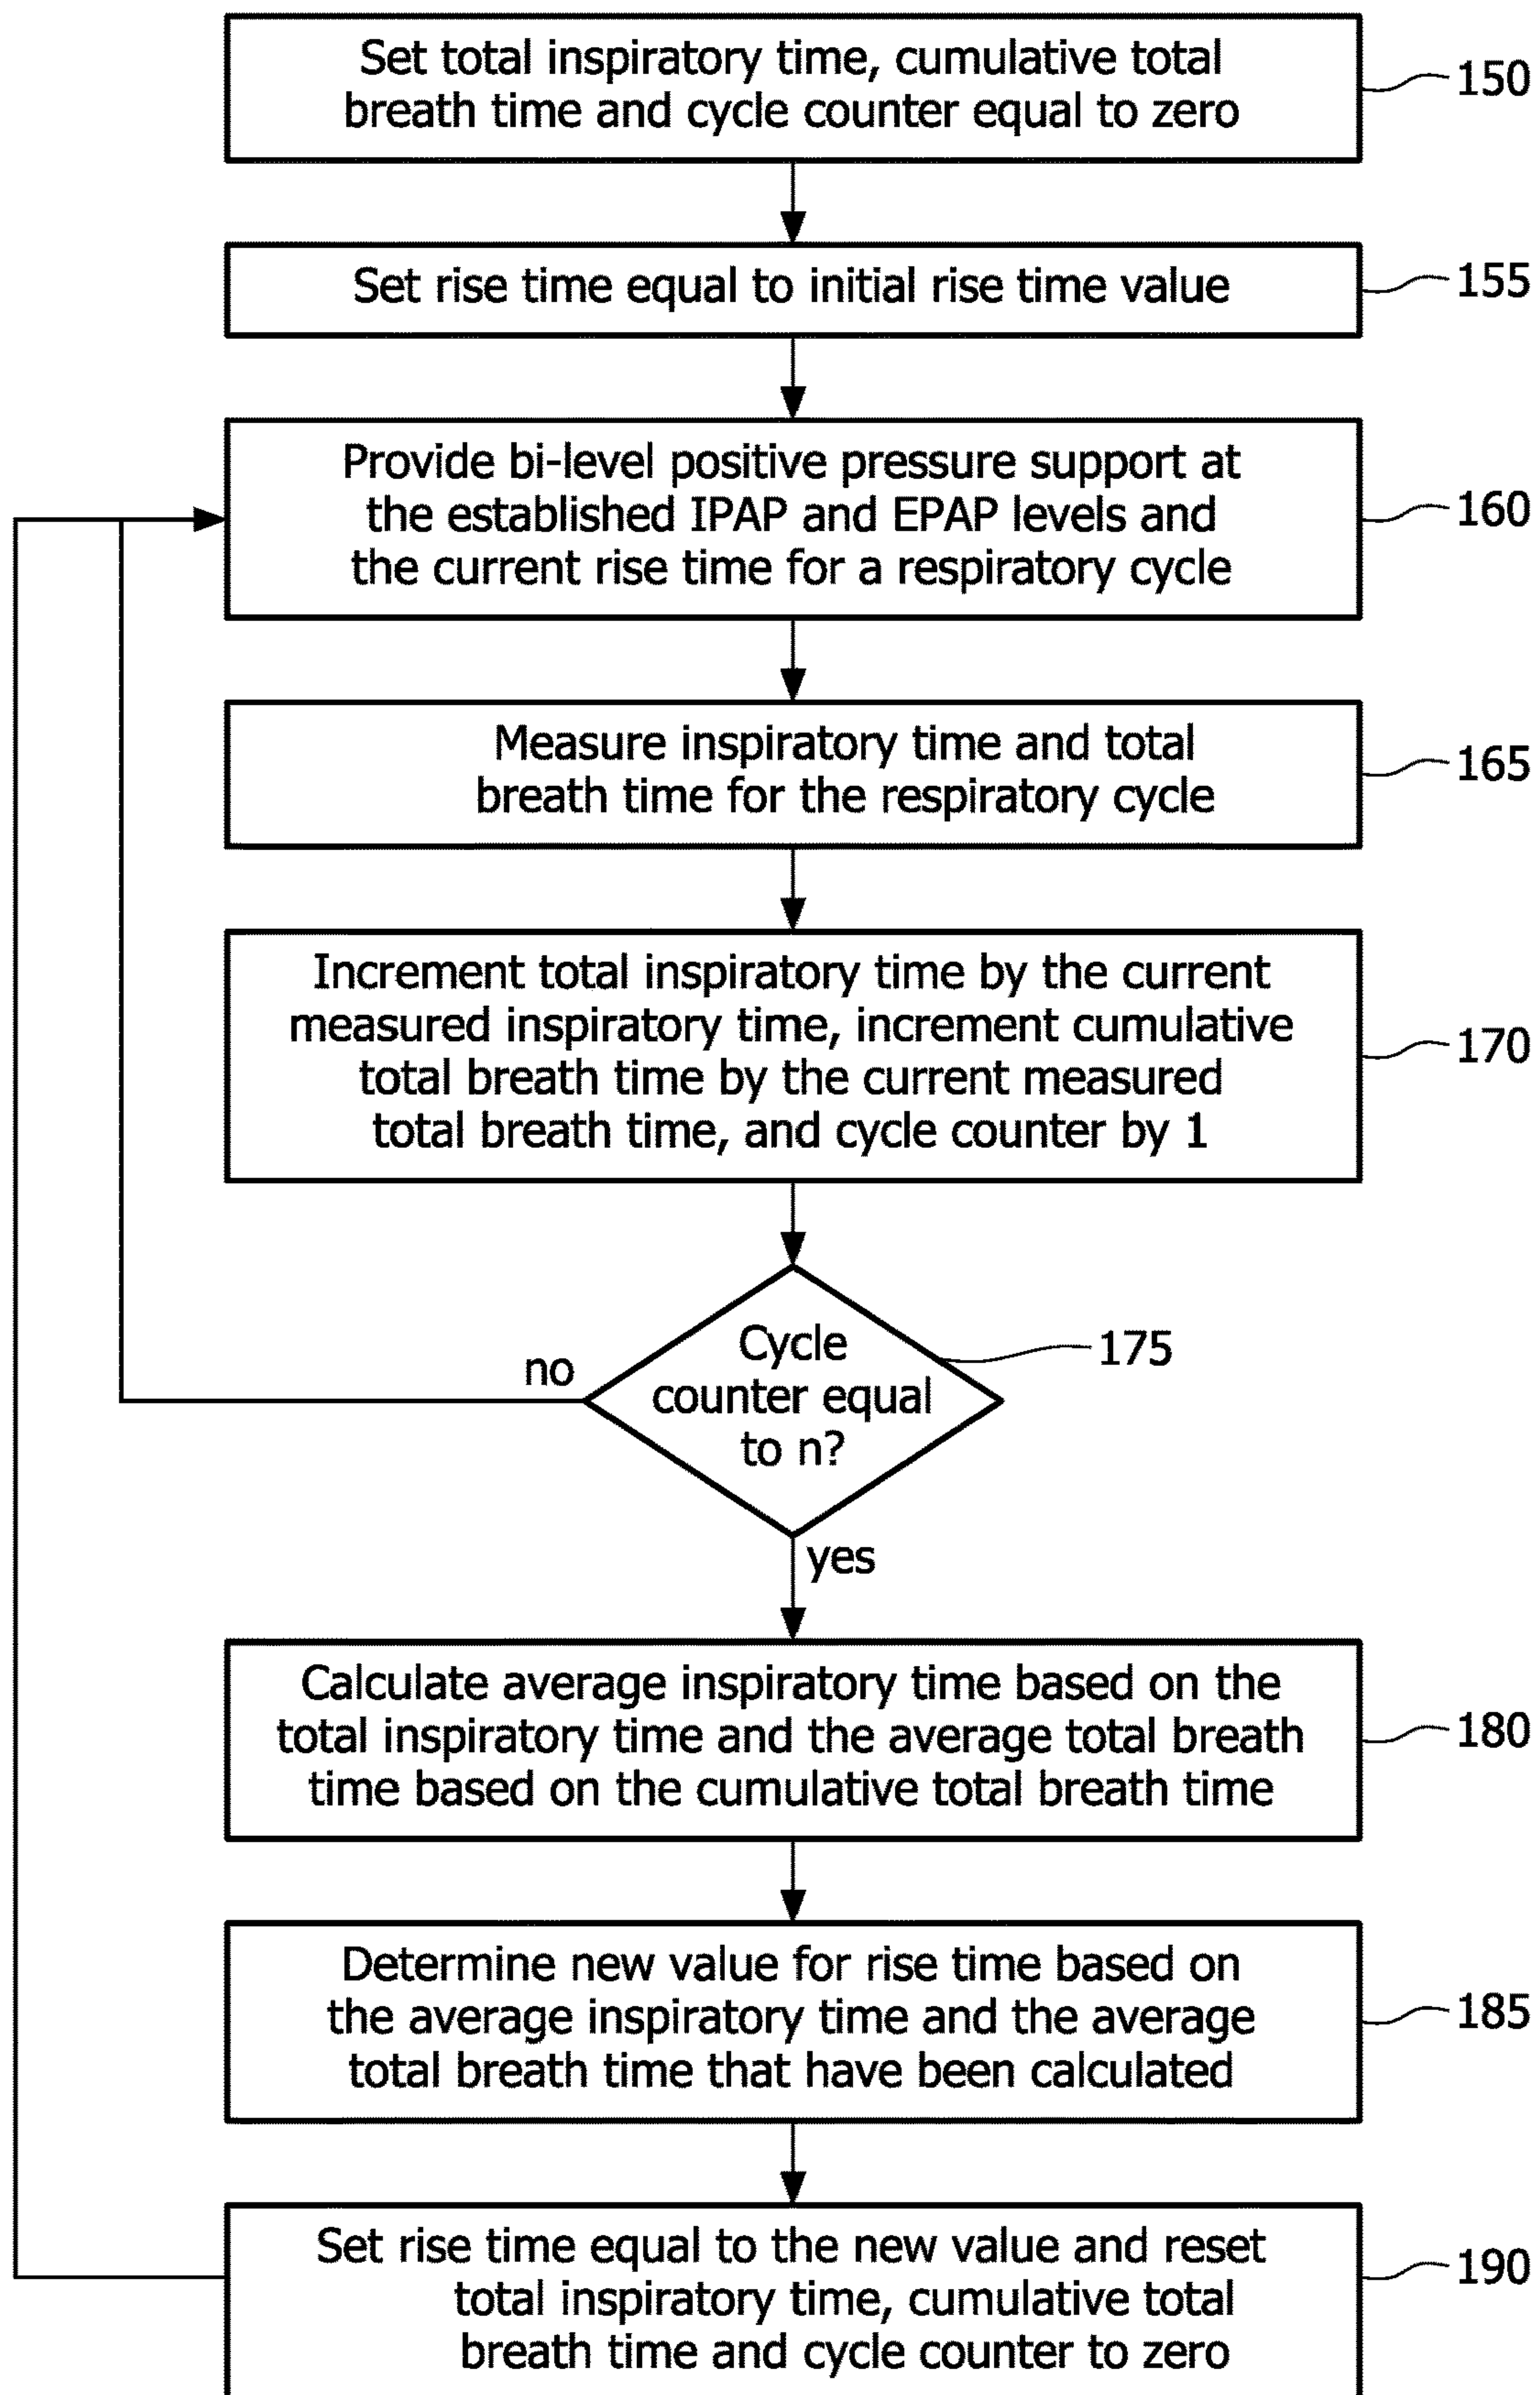 Set total inspiratory time, cumulative total
breath time and cycle counter equal to zero
150
Set rise time equal to initial rise time value
155
Provide bi-level positive pressure support at
the established IPAP and EPAP levels and
the current rise time for a respiratory cycle
160
Measure inspiratory time and total
breath time for the respiratory cycle
165
Increment total inspiratory time by the current
measured inspiratory time, increment cumulative
total breath time by the current measured
total breath time, and cycle counter by 1
170
Cycle
counter equal
to n?
175
no
yes
Calculate average inspiratory time based on the
total inspiratory time and the average total breath
time based on the cumulative total breath time
180
Determine new value for rise time based on
the average inspiratory time and the average
total breath time that have been calculated
185
Set rise time equal to the new value and reset
total inspiratory time, cumulative total
breath time and cycle counter to zero
190